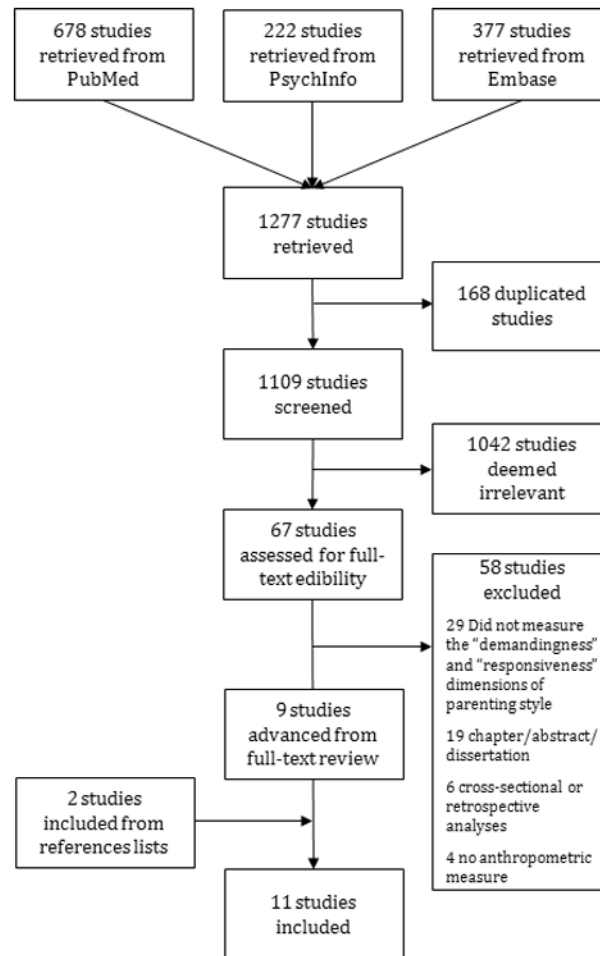 678 studies
retrieved from
PubMed
222 studies
retrieved from
PsychInfo
377 studies
retrieved from
Embase
1277 studies
retrieved
168 duplicated
studies
1109 studies
screened
1042 studies
deemed
irrelevant
67 studies
assessed for full-
text edibility
58 studies
excluded
29 Did not measure
the “demandingness”
and “responsiveness”
dimensions of
parenting style
19 chapter/abstract/
dissertation
6 cross-sectional or
retrospective
analyses
4 no anthropometric
measure
9 studies
advanced from
full-text review
2 studies
included from
references lists
11 studies
included